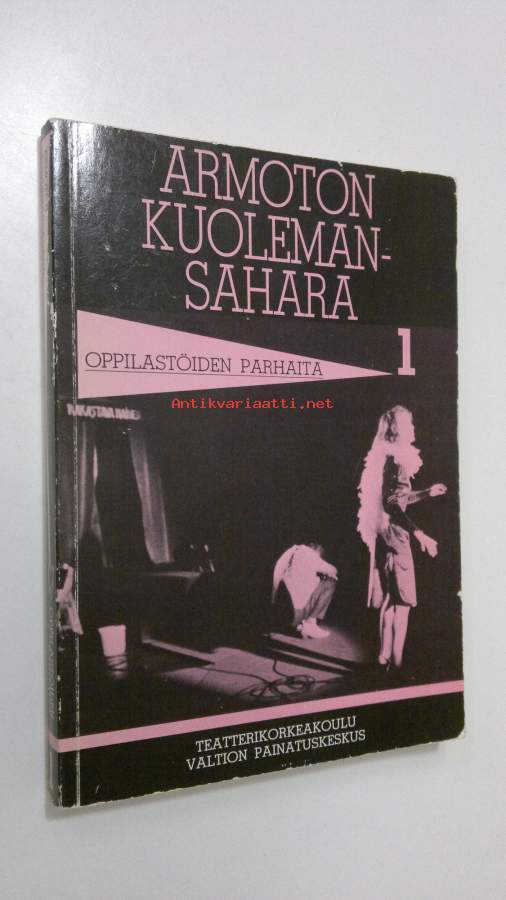 ARMOTON
KUOLEMAN-
SAHARA
1
OPPILASTÖIDEN PARHAITA
Antikvariaatti.net
TEATTERIKORKEAKOULU
VALTION PAINATUSKESKUS